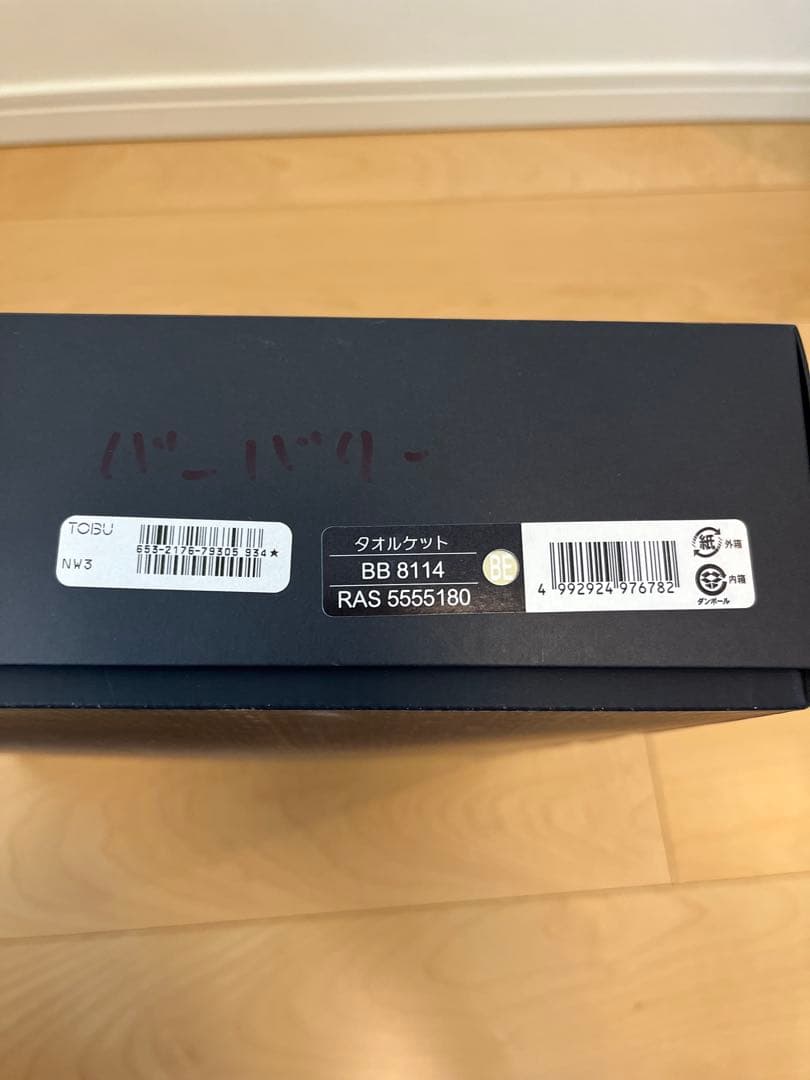 バーバリー
TOBU
653-2176-79305 934★
NW3
タオルケット
BB 8114
RAS 5555180
BE
4 992924 976782
紙 外箱
内箱
ダンボール